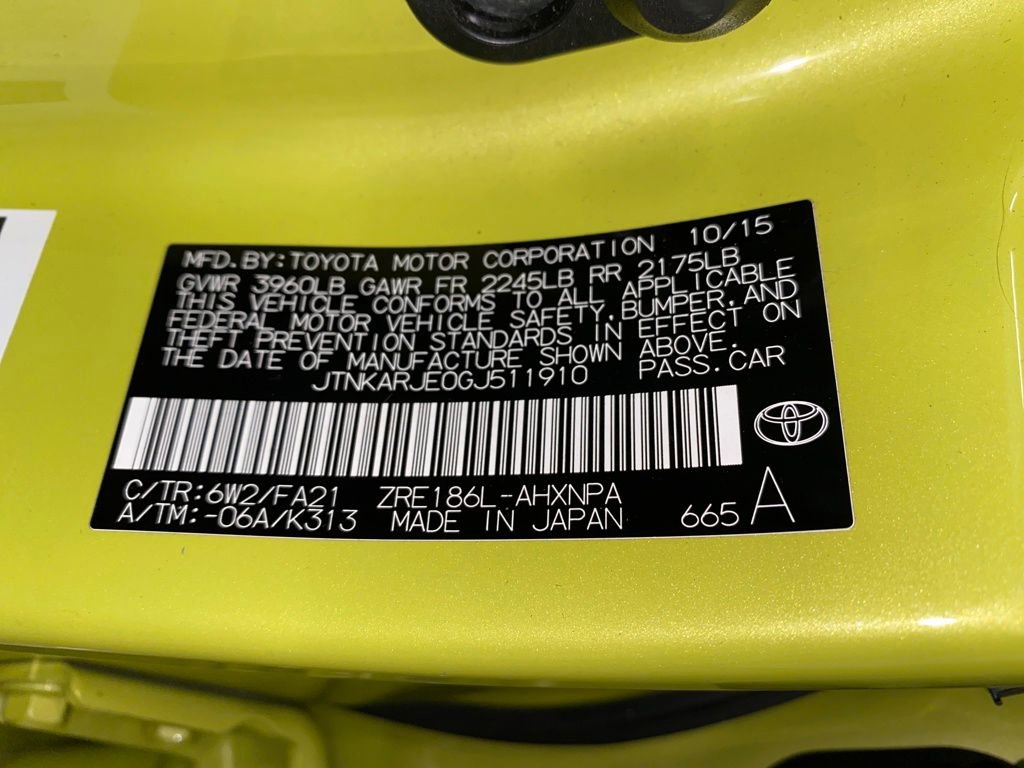 MFD.BY:TOYOTA MOTOR CORPORATION 10/15
GVWR 3960LB GAWR FR 2245LB RR 2175LB
THIS VEHICLE CONFORMS TO ALL APPLICABLE
FEDERAL MOTOR VEHICLE SAFETY,BUMPER,AND
THEFT PREVENTION STANDARDS IN EFFECT ON
THE DATE OF MANUFACTURE SHOWN ABOVE.
JTNKARJE0GJ511910 PASS.CAR
C/TR:6W2/FA21 ZRE186L-AHXNPA
A/TM:-06A/K313 MADE IN JAPAN 665 A